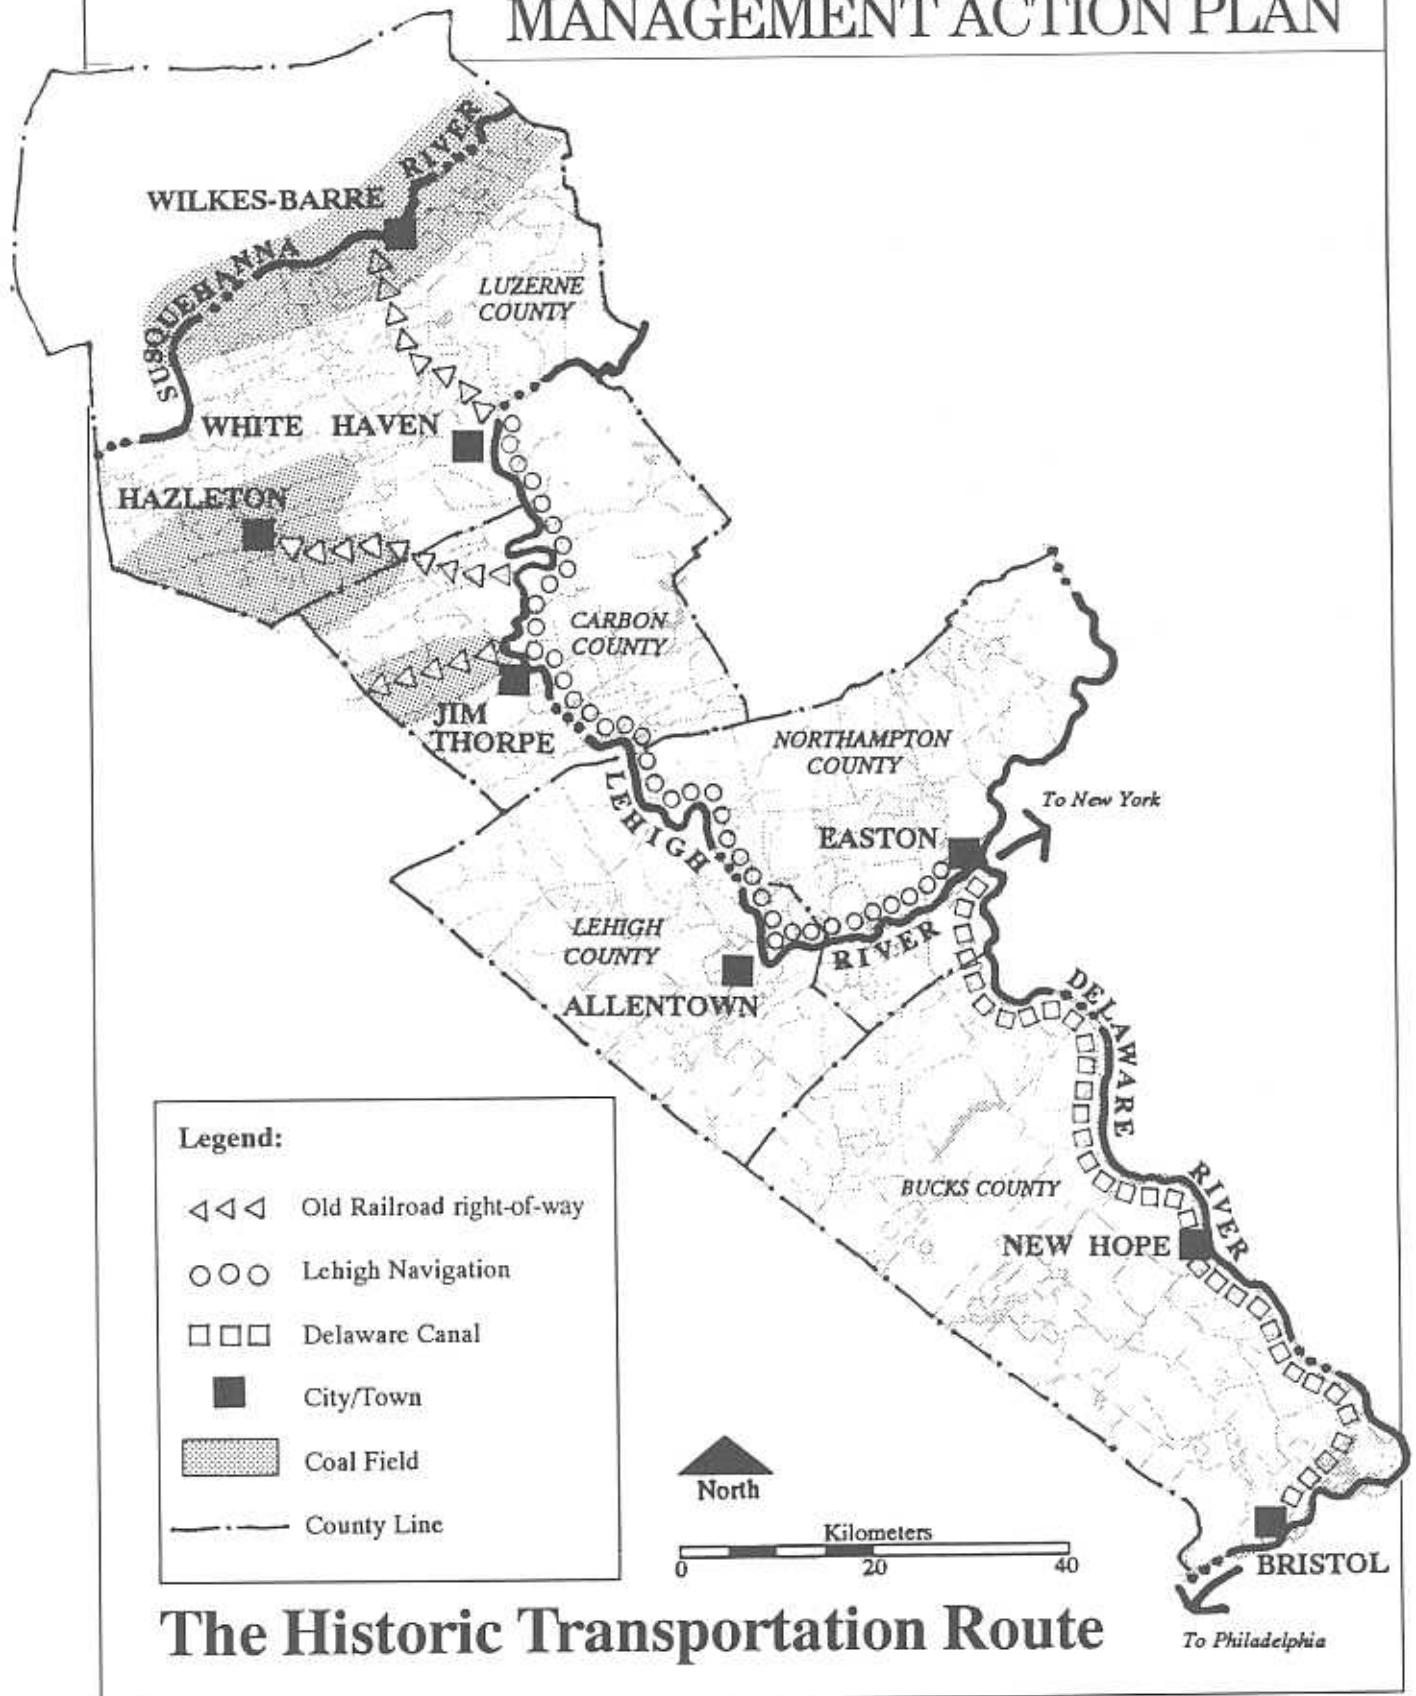 MANAGEMENT ACTION PLAN
WILKES-BARRE
SUSQUEHANNA RIVER
LUZERNE
COUNTY
WHITE HAVEN
HAZLETON
CARBON
COUNTY
JIM
THORPE
NORTHAMPTON
COUNTY
To New York
EASTON
LEHIGH RIVER
LEHIGH
COUNTY
ALLENTOWN
DELAWARE RIVER
BUCKS COUNTY
NEW HOPE
BRISTOL
To Philadelphia
Legend:
Old Railroad right-of-way
Lehigh Navigation
Delaware Canal
City/Town
Coal Field
County Line
North
Kilometers
0 20 40
The Historic Transportation Route